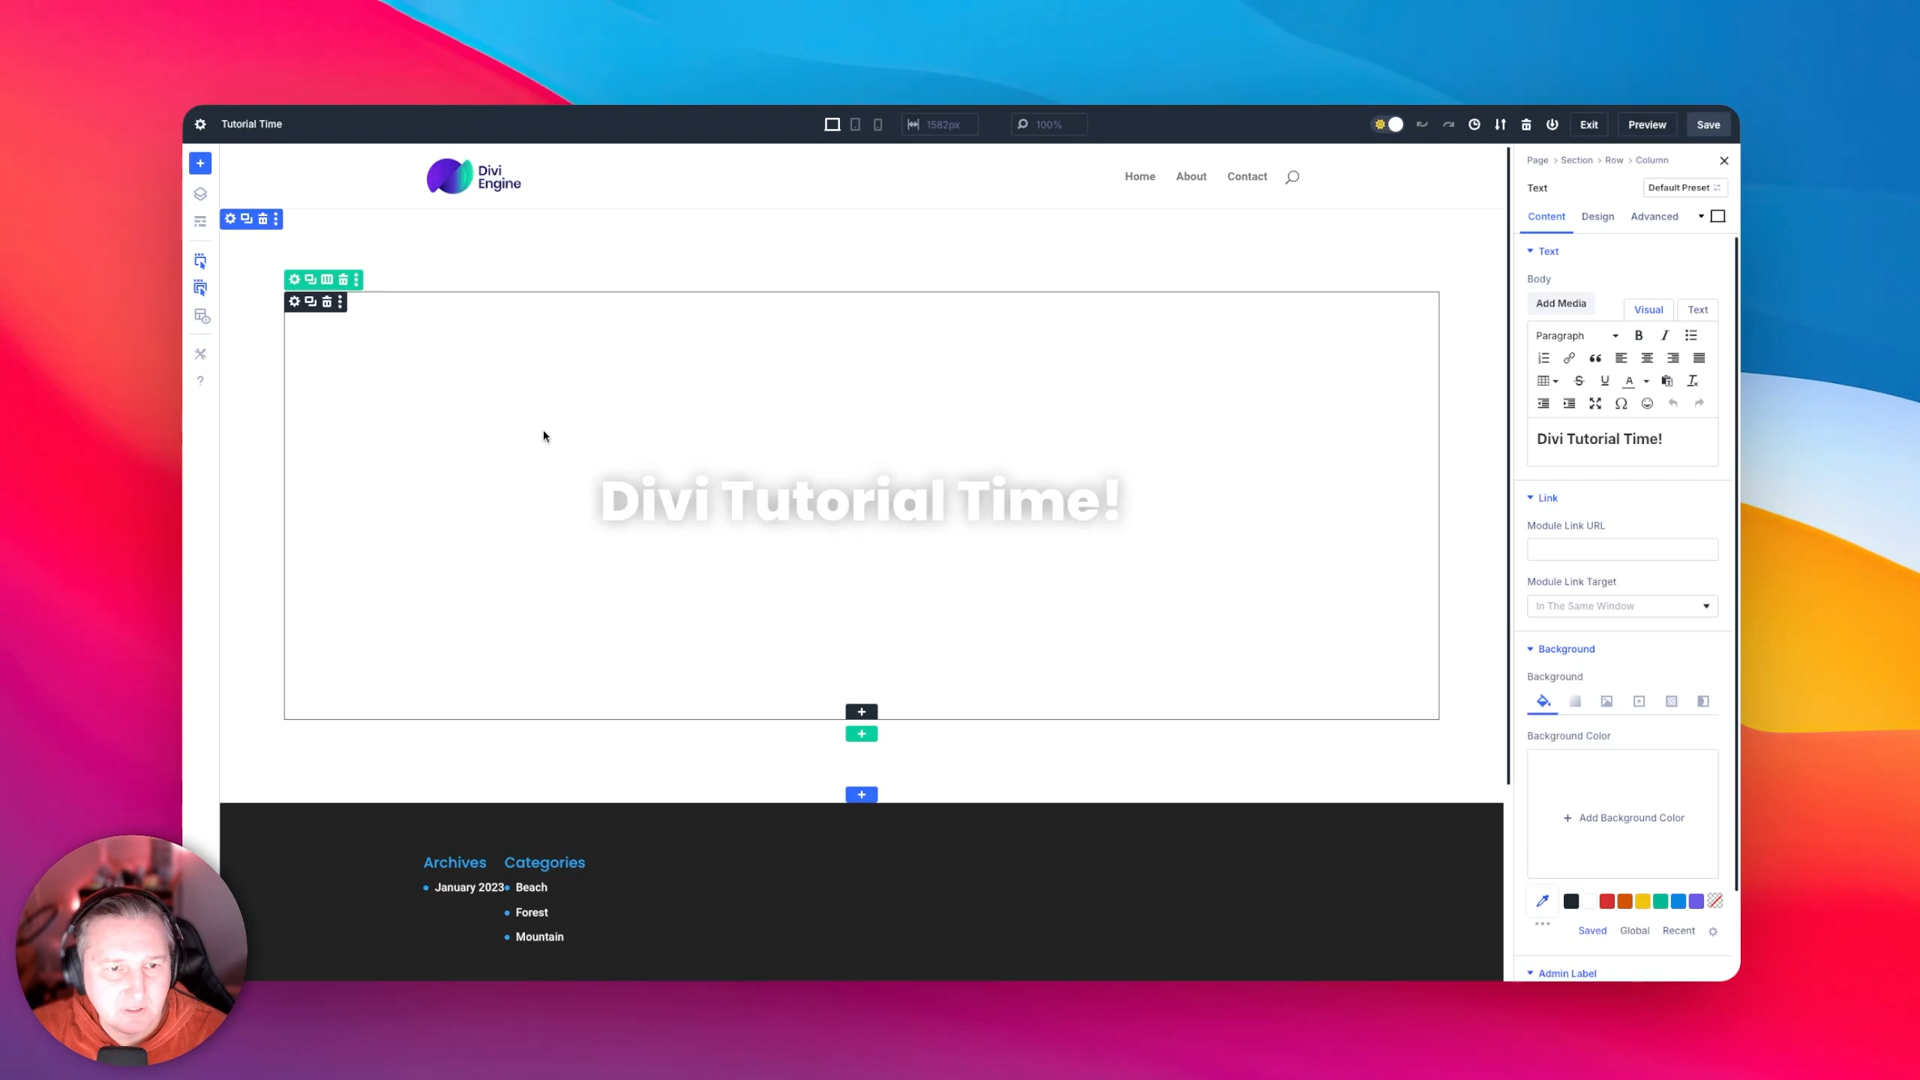 Tutorial Time
1582px
100%
Exit
Preview
Save
Divi
Engine
Home
About
Contact
Divi Tutorial Time!
Archives
January 2023
Categories
Beach
Forest
Mountain
Page > Section > Row > Column
Text
Default Preset
Content
Design
Advanced
Text
Body
Add Media
Visual
Text
Paragraph
Divi Tutorial Time!
Link
Module Link URL
Module Link Target
In The Same Window
Background
Background
Background Color
+ Add Background Color
Saved
Global
Recent
Admin Label